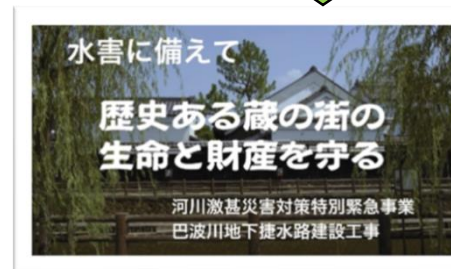 水害に備えて
歴史ある蔵の街の
生命と財産を守る
河川激甚災害対策特別緊急事業
巴波川地下捷水路建設工事